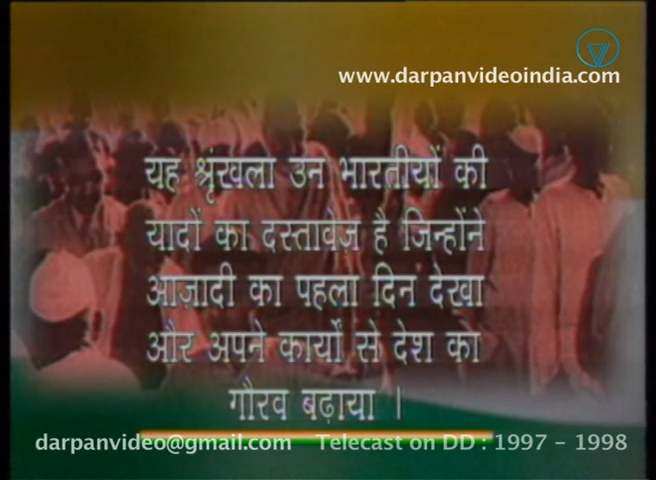 www.darpanvideoindia.com
यह श्रृंखला उन भारतीयों की
यादों का दस्तावेज़ है जिन्होंने
आज़ादी का पहला दिन देखा
और अपने कार्यों से देश का
गौरव बढ़ाया ।
darpanvideo@gmail.com Telecast on DD : 1997 - 1998